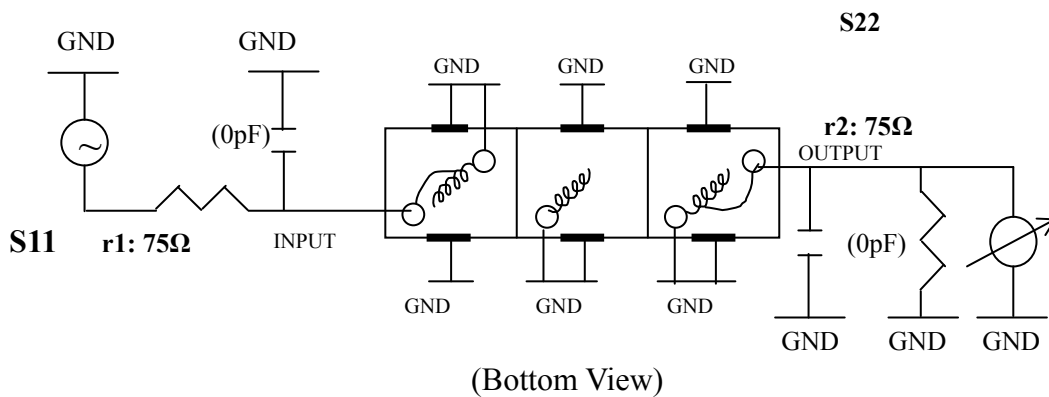 S22
GND
GND
GND
GND
GND
(0pF)
r2: 75Ω
OUTPUT
S11
r1: 75Ω
INPUT
(0pF)
GND
GND
GND
GND
GND
GND
(Bottom View)